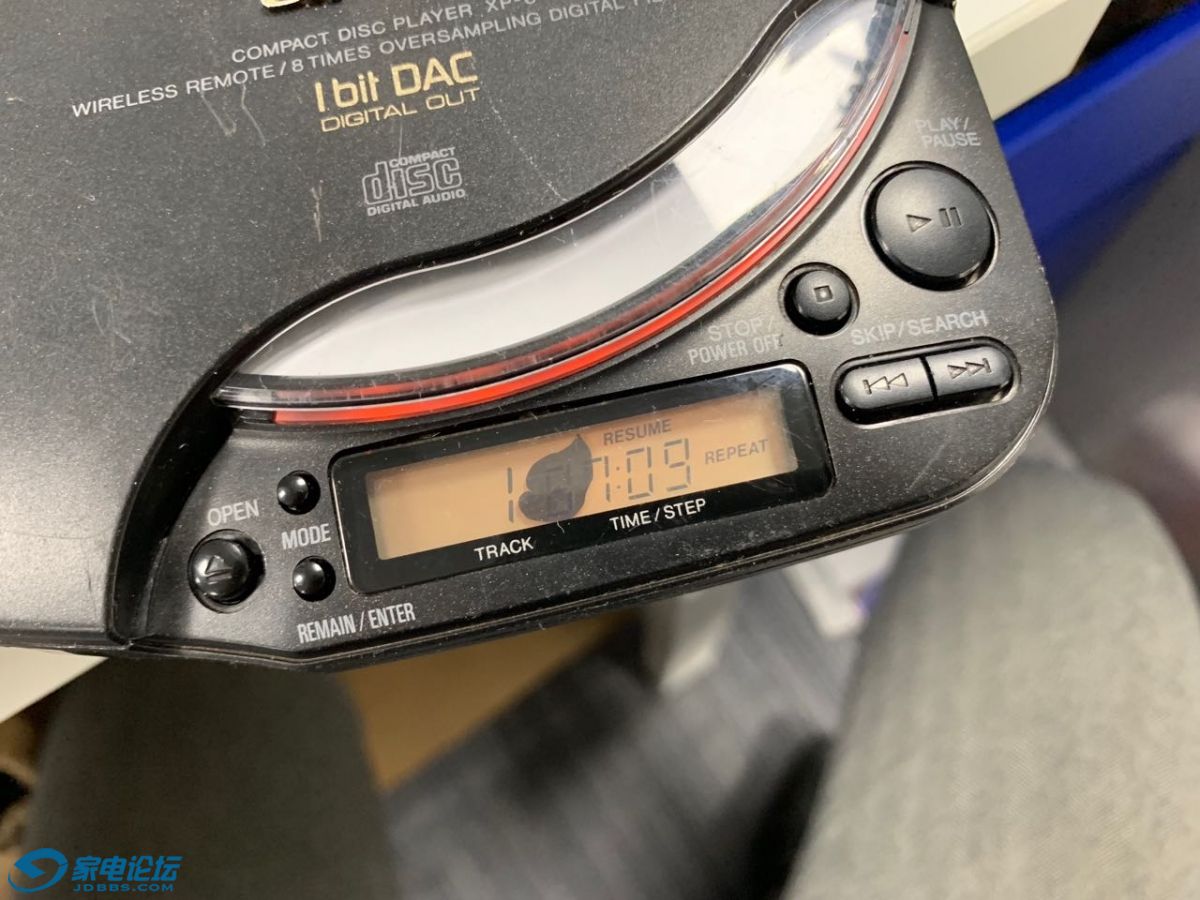 COMPACT DISC PLAYER XP-
WIRELESS REMOTE / 8 TIMES OVERSAMPLING DIGITAL
1bit DAC
DIGITAL OUT
COMPACT
disc
DIGITAL AUDIO
PLAY/
PAUSE
STOP/
POWER OFF
SKIP/SEARCH
RESUME
REPEAT
TRACK
TIME/STEP
OPEN
MODE
REMAIN/ENTER
家电论坛
JDBBS.COM